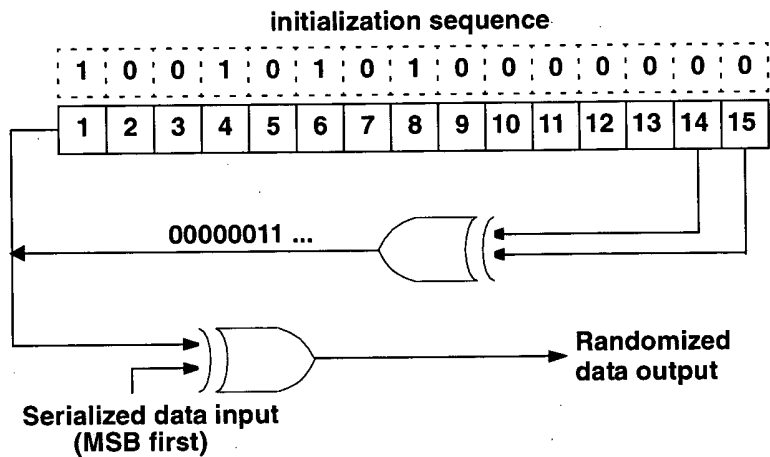 initialization sequence
1 0 0 1 0 1 0 1 0 0 0 0 0 0 0
1 2 3 4 5 6 7 8 9 10 11 12 13 14 15
00000011 ...
Randomized
data output
Serialized data input
(MSB first)